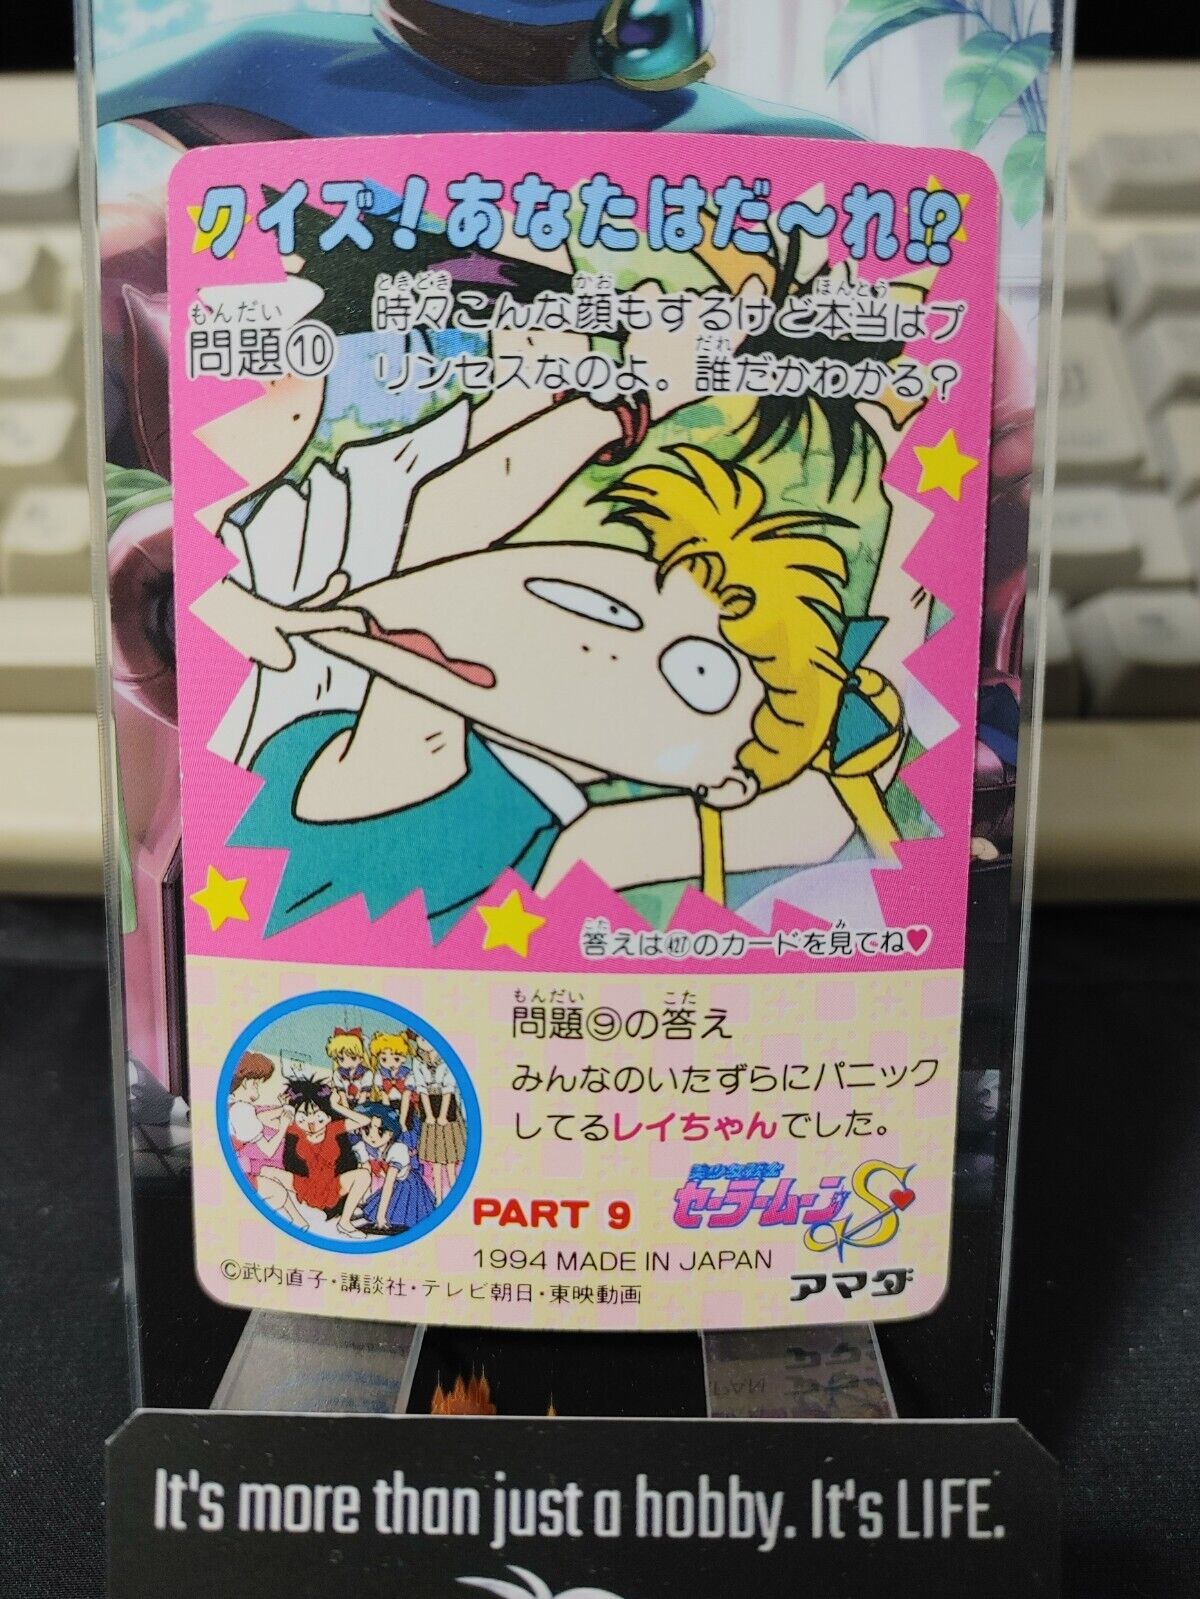 クイズ！あなたはだ〜れ!?
もんだい
問題⑩
ときどき かお ほんとう
時々こんな顔もするけど本当はプ
だれ
リンセスなのよ。誰だかわかる？
こた み
答えは427のカードを見てね♥
もんだい こた
問題⑨の答え
みんなのいたずらにパニック
してるレイちゃんでした。
美少女戦士
セーラームーンS
PART 9
1994 MADE IN JAPAN
©武内直子・講談社・テレビ朝日・東映動画
アマダ
It's more than just a hobby. It's LIFE.